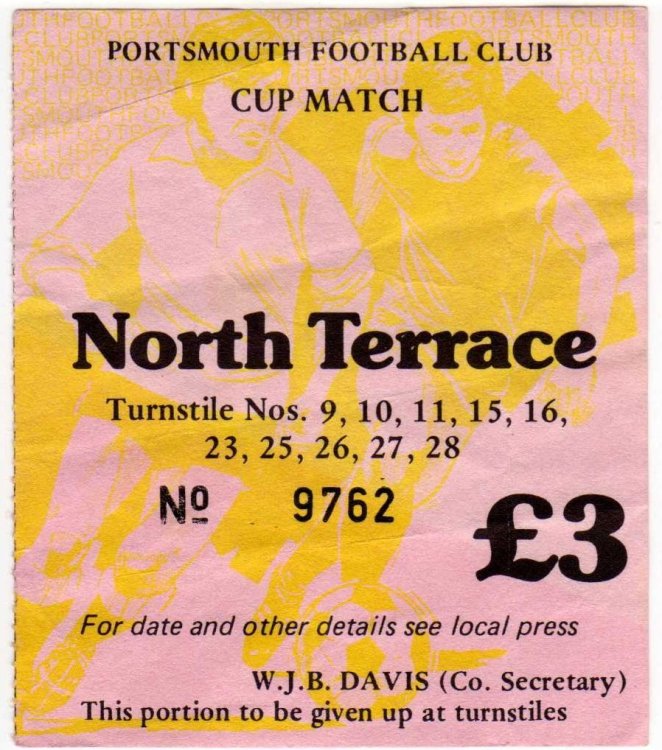 PORTSMOUTH FOOTBALL CLUB
CUP MATCH
North Terrace
Turnstile Nos. 9, 10, 11, 15, 16,
23, 25, 26, 27, 28
Nº 9762
£3
For date and other details see local press
W.J.B. DAVIS (Co. Secretary)
This portion to be given up at turnstiles